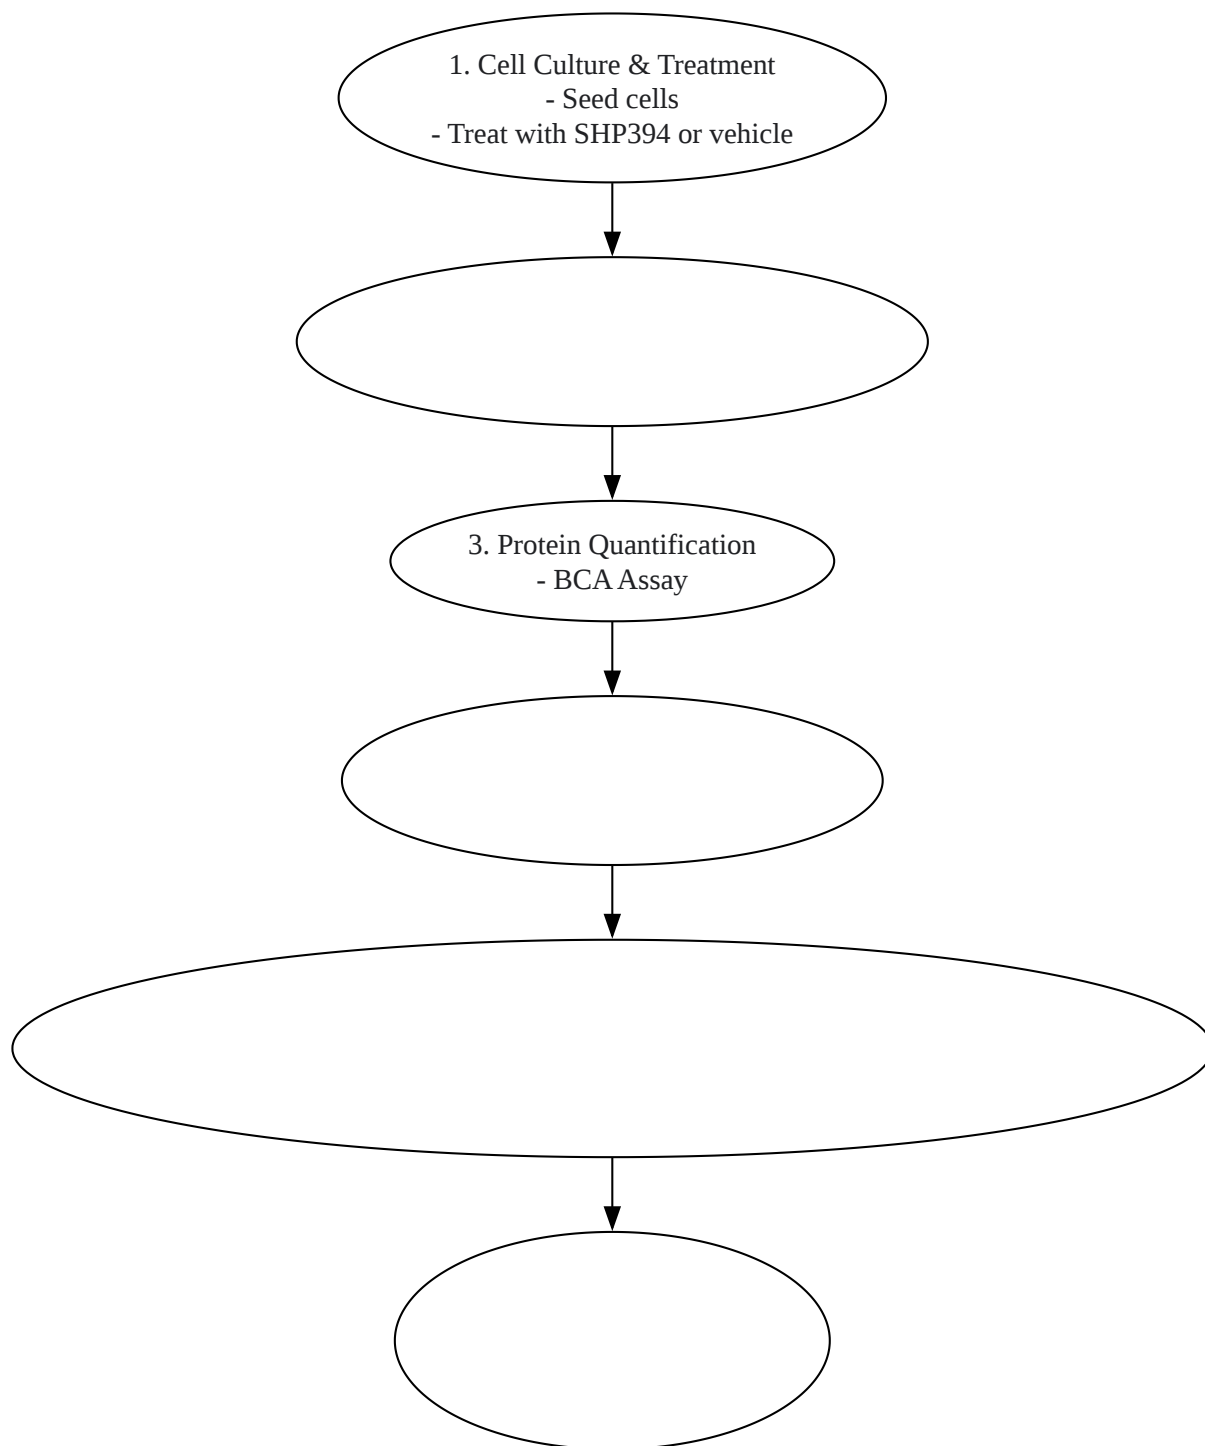 1. Cell Culture & Treatment
- Seed cells
- Treat with SHP394 or vehicle
3. Protein Quantification
- BCA Assay